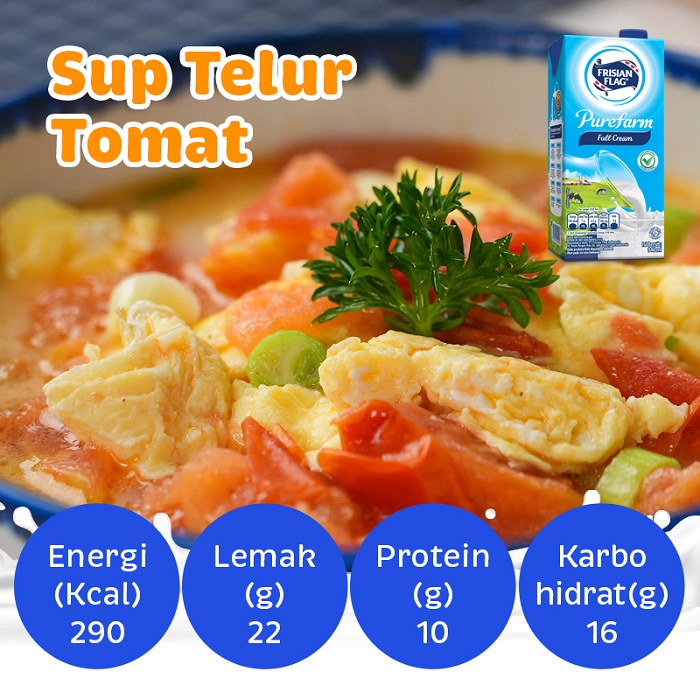 Sup Telur
Tomat
FRISIAN
FLAG®
Purefarm
Full Cream
Energi
(Kcal)
290
Lemak
(g)
22
Protein
(g)
10
Karbo
hidrat(g)
16